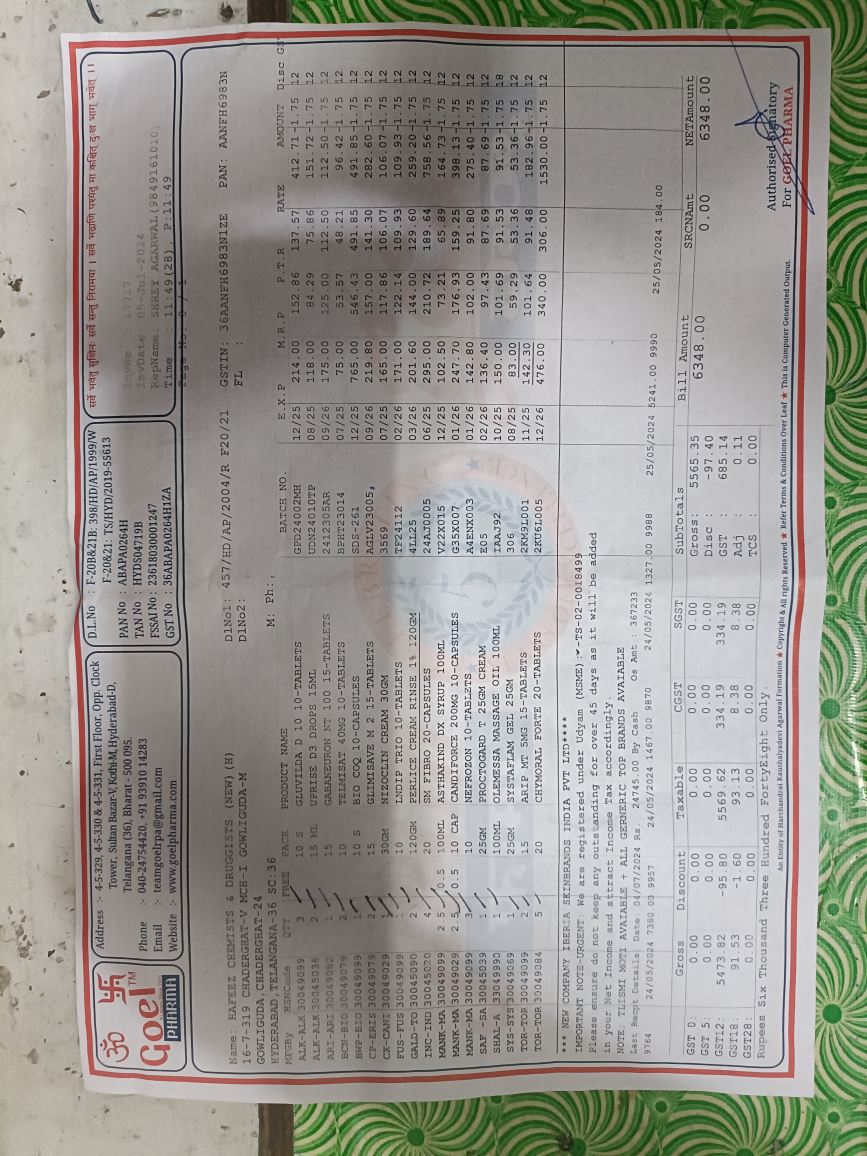 ॐ 卐
Goel™
PHARMA
Address :- 4-5-329, 4-5-330 & 4-5-331, First Floor, Opp. Clock
Tower, Sultan Bazar-V, Kothi-M, Hyderabad-D,
Telangana (36), Bharat - 500 095.
Phone :- 040-24754420, +91 93910 14283
Email :- teamgoelrpa@gmail.com
Website :- www.goelpharma.com
D.L.No : F-20B&21B: 398/HD/AP/1999/W
F-20&21: TS/HYD/2019-55613
PAN No : ABAPA0264H
TAN No : HYDS04719B
FSSAI No : 23618030001247
GST No : 36ABAPA0264H1ZA
सर्वे भवन्तु सुखिनः सर्वे सन्तु निरामया । सर्वे भद्राणि पश्यंतु मा कश्चित् दुःख भाग् भवेत् ।।
InvNo : 17717
InvDate: 05-Jul-2024
RepName: SHREY AGARWAL(9849161010)
Time : 11:49(28), P:11:49
Page No. 0 / 1
Name: HAFEEZ CHEMISTS & DRUGGISTS (NEW) (H)
16-7-319 CHADERGHAT-V MCH-I GOWLIGUDA-M
GOWLIGUDA,CHADERGHAT-24
HYDERABAD,TELANGANA-36 SC:36
DlNo1: 457/HD/AP/2004/R F20/21 GSTIN: 36AANFH6983N1ZE PAN: AANFH6983N
DlNo2: FL :
M: Ph:,
MFGBy HSNCode QTY FREE PACK PRODUCT NAME BATCH NO. E.X.P M.R.P P.T.R RATE AMOUNT Disc GS
ALK-ALK 30049099 3 10 S GLUVILDA D 10 10-TABLETS GPD24002MH 12/25 214.00 152.86 137.57 412.71-1.75 12
ALK-ALK 30045036 2 15 ML UPRISE D3 DROPS 15ML UDN24010TP 08/25 118.00 84.29 75.86 151.72-1.75 12
ARI-ARI 30049082 1 15 GABANEURON NT 100 15-TABLETS 2412305AR 09/26 175.00 125.00 112.50 112.50-1.75 12
BCN-BIO 30049079 2 10 TELMISAT 40MG 10-TABLETS BPHT23014 07/25 75.00 53.57 48.21 96.42-1.75 12
BWP-BIO 30049099 1 10 S BIO COQ 10-CAPSULES SDS-261 12/25 765.00 546.43 491.85 491.85-1.75 12
CP-ERIS 30049079 2 15 GLIMISAVE M 2 15-TABLETS AGLV23005 09/26 219.80 157.00 141.30 282.60-1.75 12
CX-CANI 30049029 1 30GM NIZOCLIN CREAM 30GM 3569 07/25 165.00 117.86 106.07 106.07-1.75 12
FUS-FUS 30049099 1 10 LNDIP TRIO 10-TABLETS TF24112 02/26 171.00 122.14 109.93 109.93-1.75 12
GALD-TO 30045090 2 120GM PERLICE CREAM RINSE 1% 120GM 4LL25 03/26 201.60 144.00 129.60 259.20-1.75 12
INC-IND 30045020 4 20 SM FIBRO 20-CAPSULES 24AJ0005 06/25 295.00 210.72 189.64 758.56-1.75 12
MANK-MA 30049099 2.5 0.5 100ML ASTHAKIND DX SYRUP 100ML V22X015 12/25 102.50 73.21 65.89 164.73-1.75 12
MANK-MA 30049029 2.5 0.5 10 CAP CANDIFORCE 200MG 10-CAPSULES G35X007 01/26 247.70 176.93 159.25 398.13-1.75 12
MANK-MA 30049099 3 10 NEFROZON 10-TABLETS A4ENX003 01/26 142.80 102.00 91.80 275.40-1.75 12
SAF -SA 30045039 1 25GM PROCTOGARD T 25GM CREAM E05 02/26 136.40 97.43 87.69 87.69-1.75 12
SHAL-A 33049990 1 100ML OLEMESSA MASSAGE OIL 100ML IAAJ92 10/25 150.00 101.69 91.53 91.53-1.75 18
SYS-SYS 30049069 1 25GM SYSTAFLAM GEL 25GM 306 08/25 83.00 59.29 53.36 53.36-1.75 12
TOR-TOR 30049099 2 15 ARIP MT 5MG 15-TABLETS 2KM9L001 11/25 142.30 101.64 91.48 182.96-1.75 12
TOR-TOR 30049084 5 20 CHYMORAL FORTE 20-TABLETS 2KU6L005 12/26 476.00 340.00 306.00 1530.00-1.75 12
*** NEW COMPANY IBERIA SKINBRANDS INDIA PVT LTD****
IMPORTANT NOTE-URGENT: We are registered under Udyam (MSME):-TS-02-0018499
Please ensure do not keep any outstanding for over 45 days as it will be added
in your Net income and attract Income Tax accordingly.
NOTE. TLISMI MOTI AVAIABLE + ALL GERNERIC TOP BRANDS AVAIABLE
Last Recpt Details: Date: 04/07/2024 Rs. 24745.00 By Cash Os Amt : 367233
9764 24/05/2024 7380.00 9957 24/05/2024 1467.00 9870 24/05/2024 1327.00 9988 25/05/2024 5241.00 9990 25/05/2024 184.00
Gross Discount Taxable CGST SGST SubTotals Bill Amount SRCNAmt NETAmount
GST 0: 0.00 0.00 0.00 0.00 0.00 Gross: 5565.35 6348.00 0.00 6348.00
GST 5 0.00 0.00 0.00 0.00 0.00 Disc : -97.40
GST12: 5473.82 -95.80 5569.62 334.19 334.19 GST : 685.14
GST18: 91.53 -1.60 93.13 8.38 8.38 Adj : 0.11
GST28: 0.00 0.00 0.00 0.00 0.00 TCS : 0.00
Rupees Six Thousand Three Hundred FortyEight Only.
Authorised Signatory
For GOEL PHARMA
An Entity of Harchandrai Kaushalyadevi Agarwal Formation ★ Copyright & All rights Reserved ★ Refer Terms & Conditions Over Leaf ★ This is Computer Generated Output.